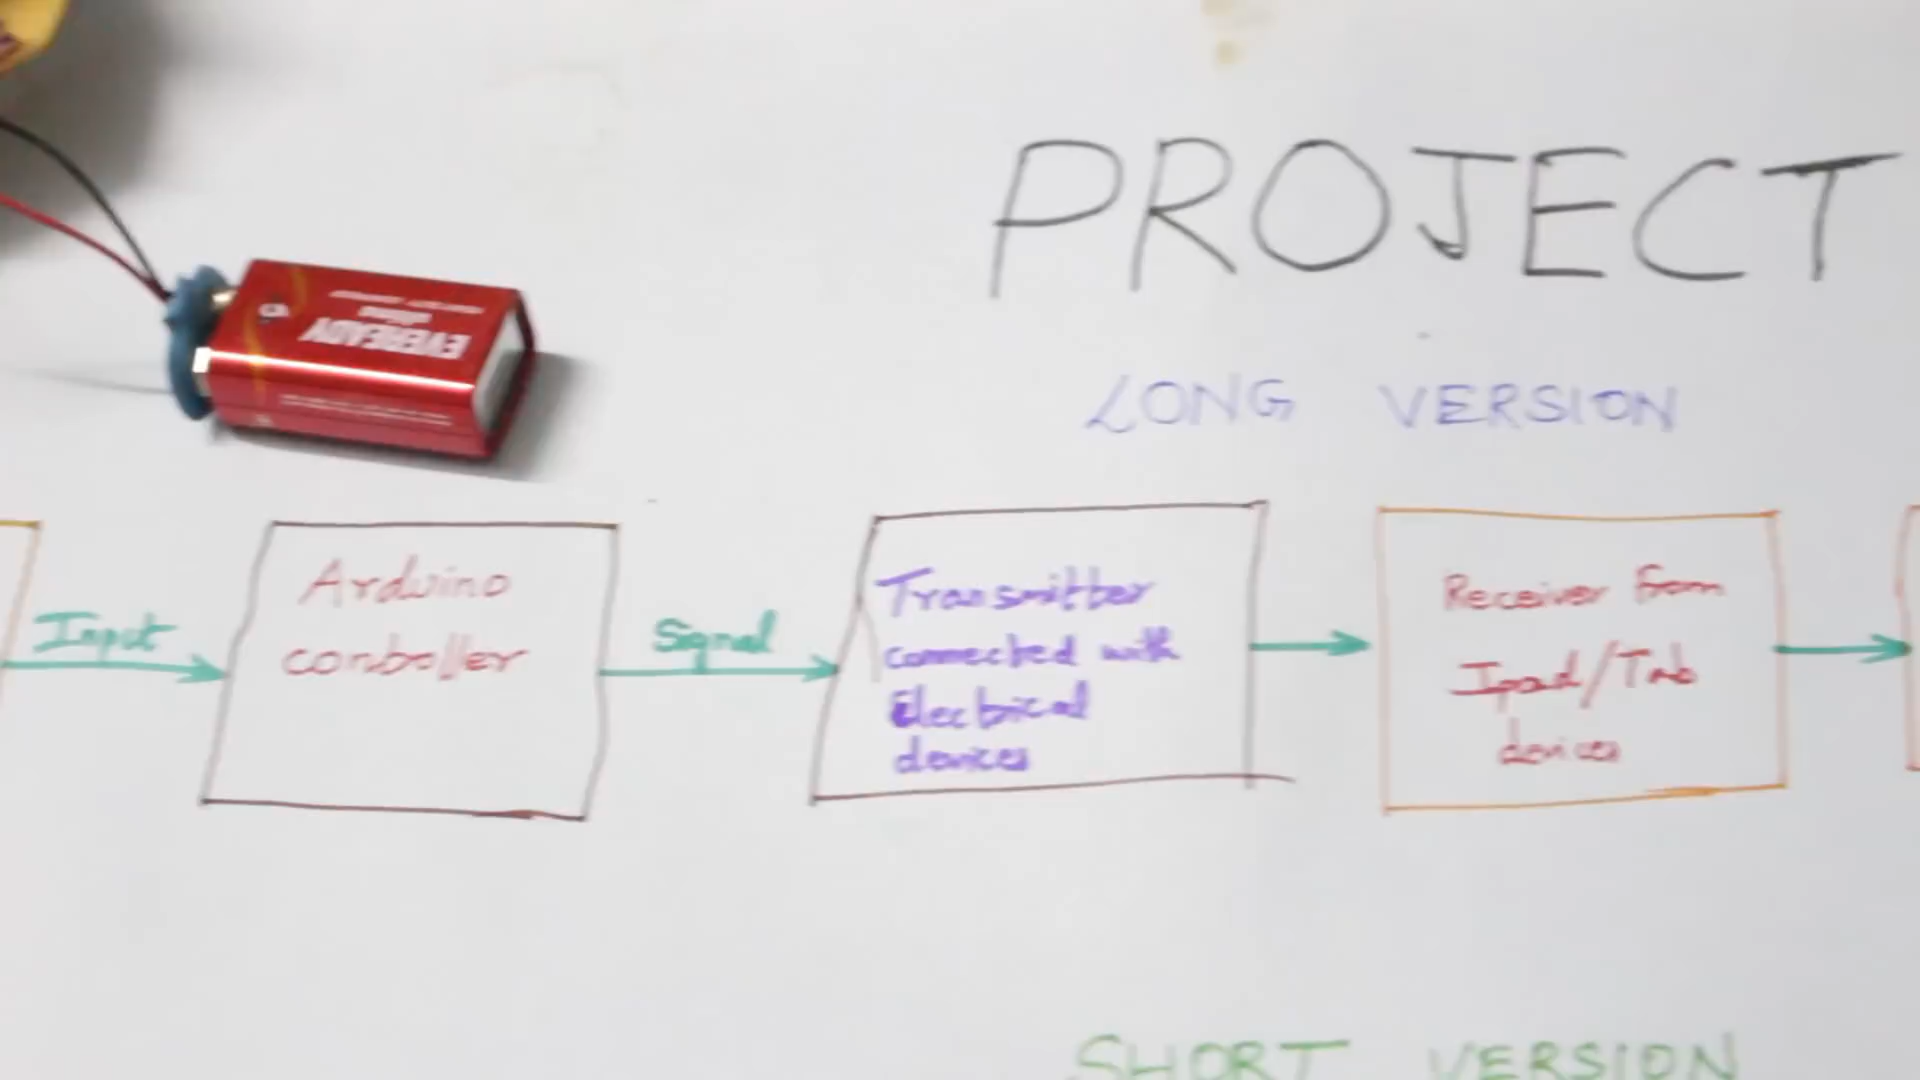 PROJECT
EVEREADY
LONG VERSION
Input
Arduino
controller
Signal
Transmitter
connected with
Electrical
devices
Receiver from
Ipad/Tab
devices
SHORT VERSION